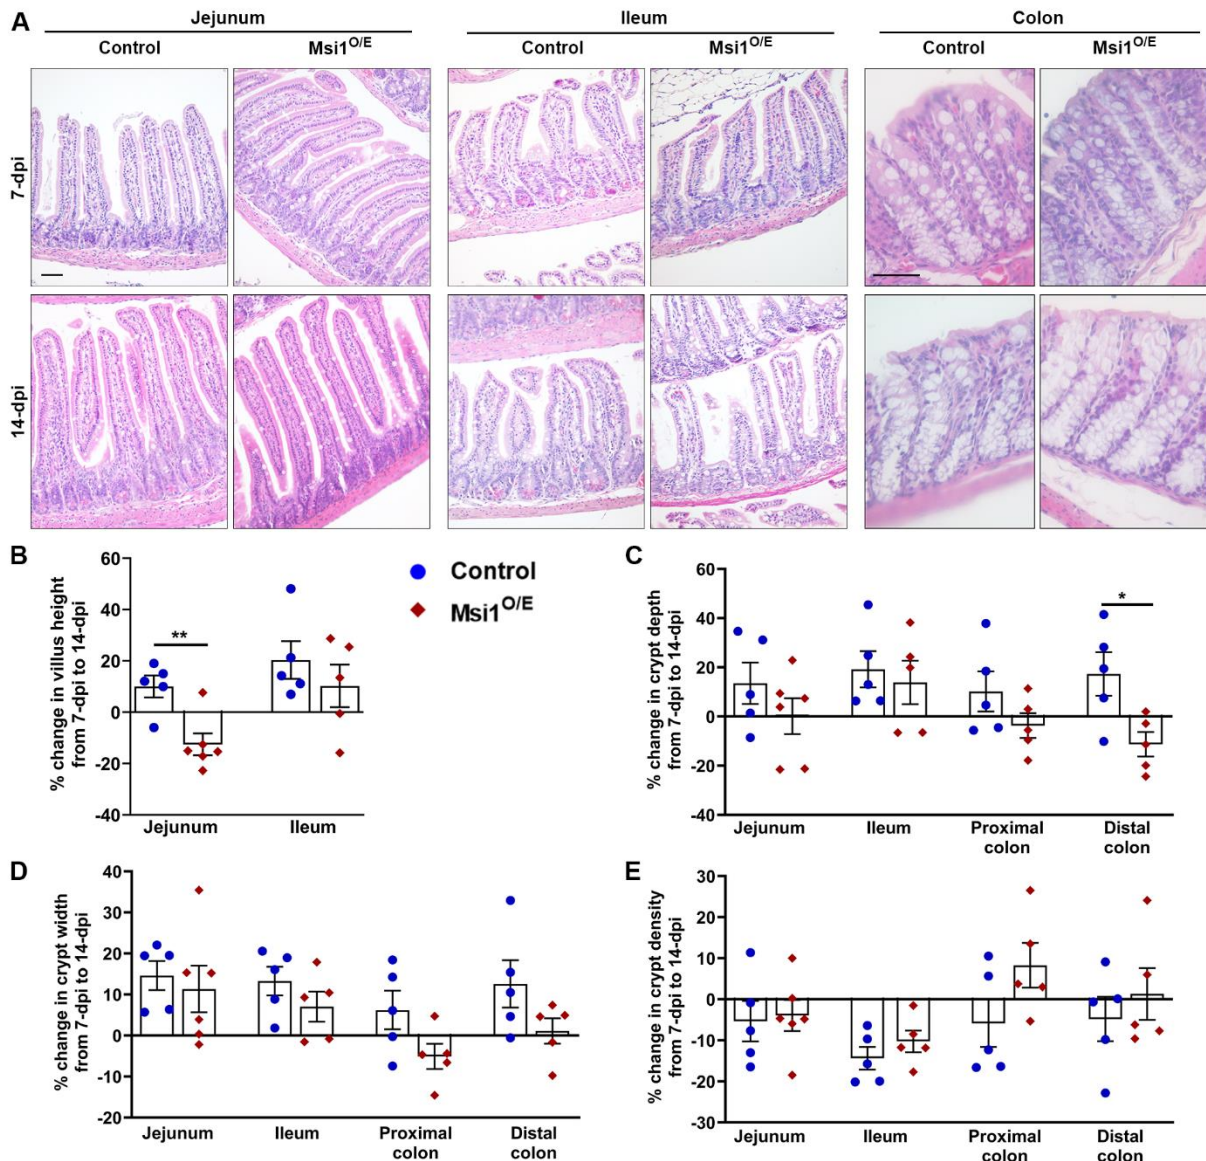 A
Jejunum
Ileum
Colon
Control
Msi1O/E
Control
Msi1O/E
Control
Msi1O/E
7-dpi
14-dpi
B
% change in villus height
from 7-dpi to 14-dpi
60
40
20
0
-20
-40
**
Jejunum
Ileum
Control
Msi1O/E
C
% change in crypt depth
from 7-dpi to 14-dpi
60
40
20
0
-20
-40
*
Jejunum
Ileum
Proximal
colon
Distal
colon
D
% change in crypt width
from 7-dpi to 14-dpi
40
30
20
10
0
-10
-20
Jejunum
Ileum
Proximal
colon
Distal
colon
E
% change in crypt density
from 7-dpi to 14-dpi
30
20
10
0
-10
-20
-30
Jejunum
Ileum
Proximal
colon
Distal
colon